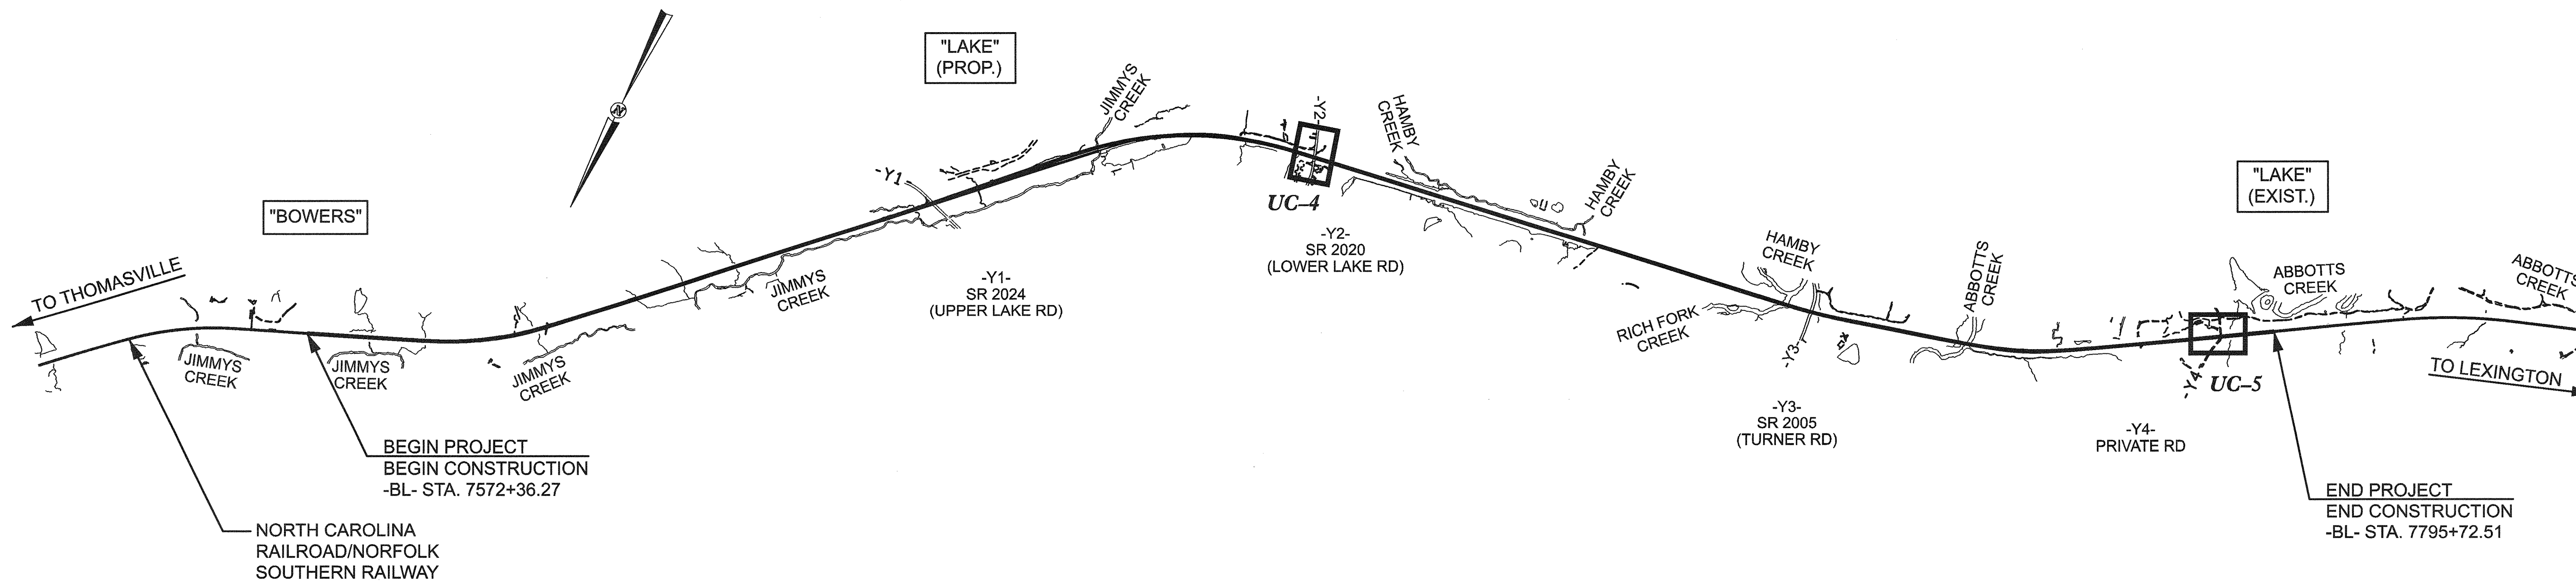 "LAKE"
(PROP.)
"BOWERS"
"LAKE"
(EXIST.)
N
TO THOMASVILLE
JIMMYS
CREEK
JIMMYS
CREEK
JIMMYS
CREEK
JIMMYS
CREEK
JIMMYS
CREEK
-Y1
-Y1-
SR 2024
(UPPER LAKE RD)
-Y2-
UC-4
-Y2-
SR 2020
(LOWER LAKE RD)
HAMBY
CREEK
HAMBY
CREEK
HAMBY
CREEK
RICH FORK
CREEK
-Y3-
-Y3-
SR 2005
(TURNER RD)
ABBOTTS
CREEK
ABBOTTS
CREEK
ABBOTTS
CREEK
-Y4-
UC-5
-Y4-
PRIVATE RD
TO LEXINGTON
BEGIN PROJECT
BEGIN CONSTRUCTION
-BL- STA. 7572+36.27
NORTH CAROLINA
RAILROAD/NORFOLK
SOUTHERN RAILWAY
END PROJECT
END CONSTRUCTION
-BL- STA. 7795+72.51